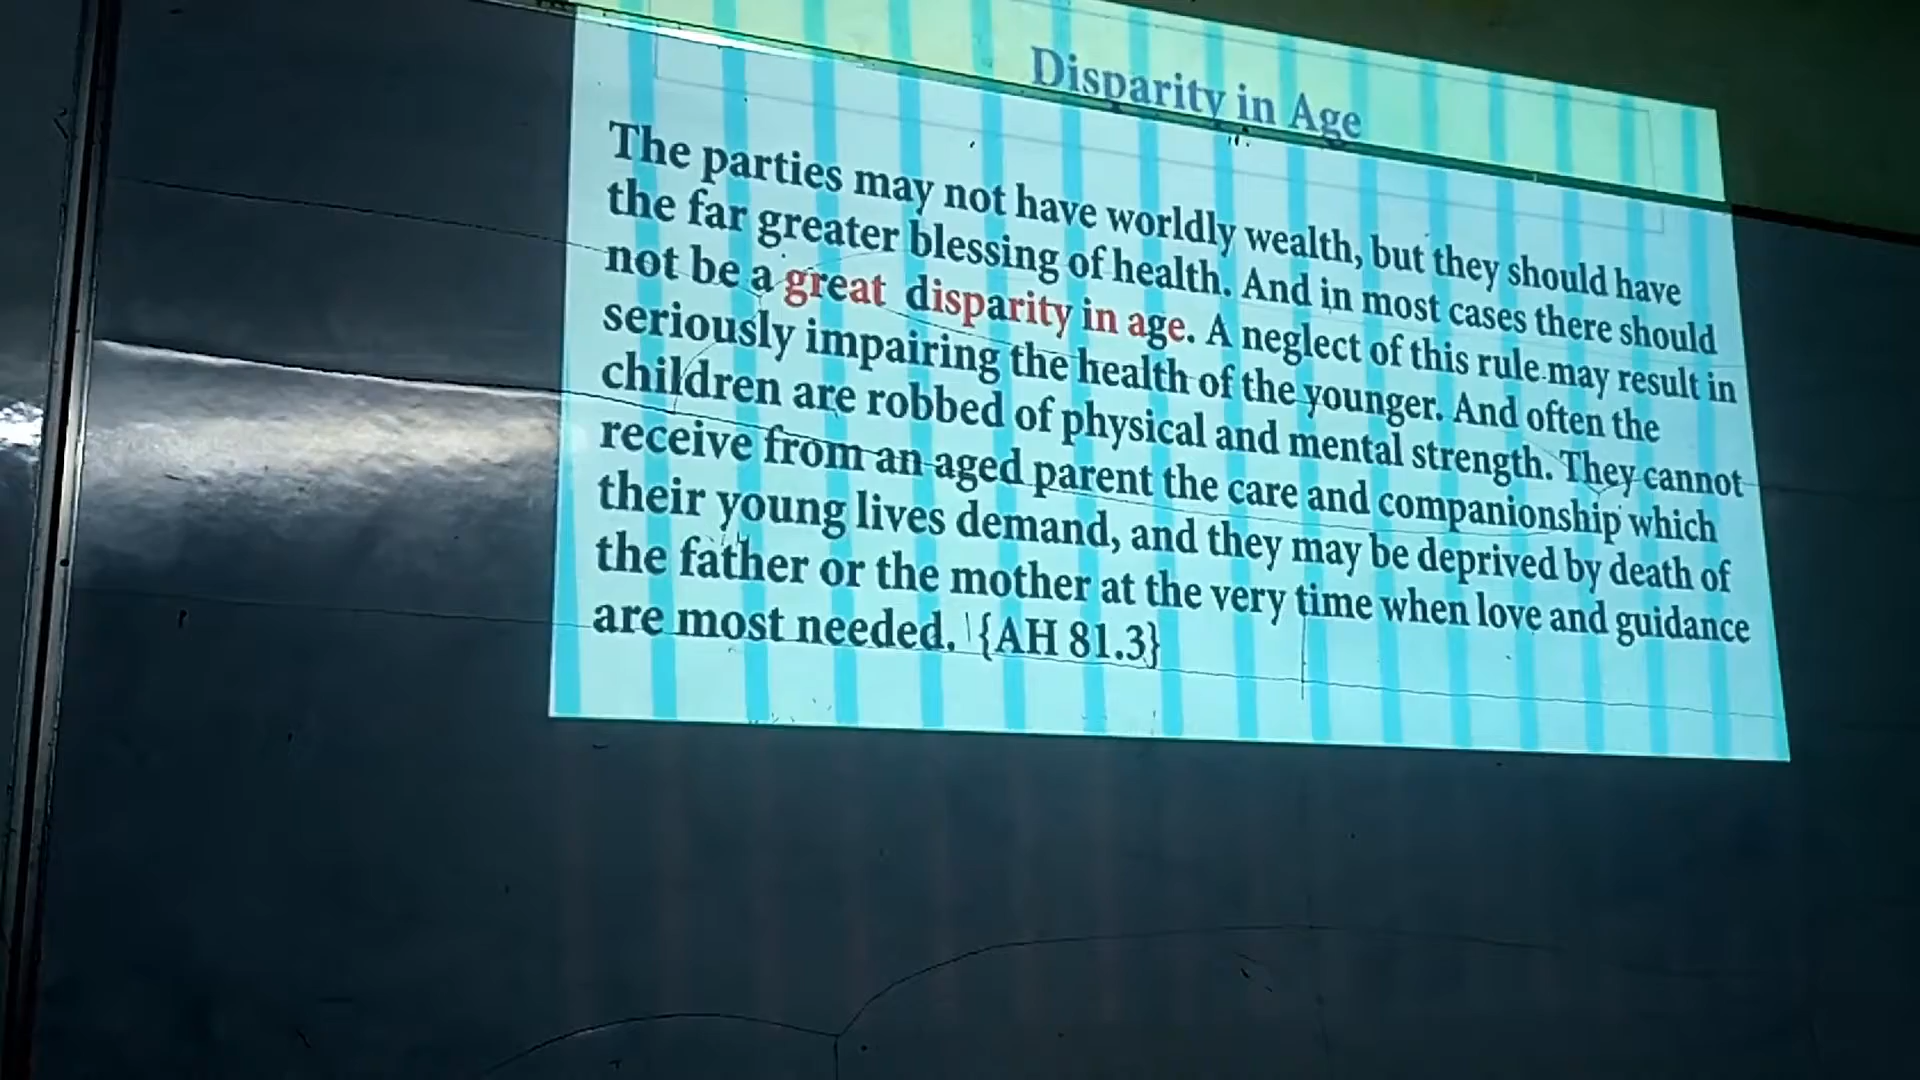 Disparity in Age
The parties may not have worldly wealth, but they should have
the far greater blessing of health. And in most cases there should
not be a great disparity in age. A neglect of this rule may result in
seriously impairing the health of the younger. And often the
children are robbed of physical and mental strength. They cannot
receive from an aged parent the care and companionship which
their young lives demand, and they may be deprived by death of
the father or the mother at the very time when love and guidance
are most needed. {AH 81.3}